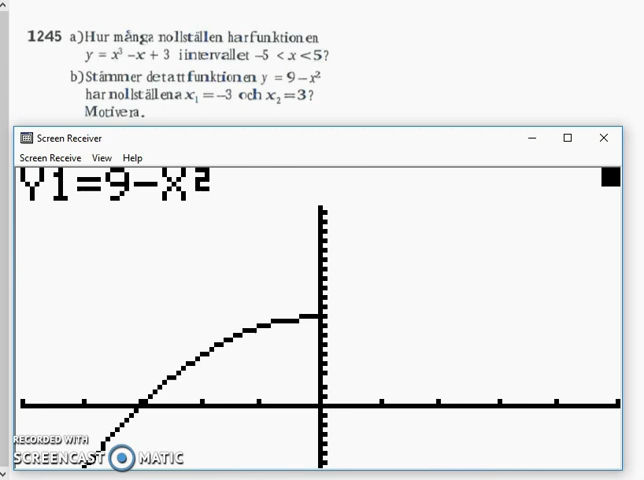 1245 a) Hur många nollställen har funktionen
y = x³ – x + 3 i intervallet –5 < x < 5?
b) Stämmer det att funktionen y = 9 – x²
har nollställena x₁ = –3 och x₂ = 3?
Motivera.
Screen Receiver
Screen Receive View Help
Y1=9-X²
RECORDED WITH
SCREENCAST MATIC